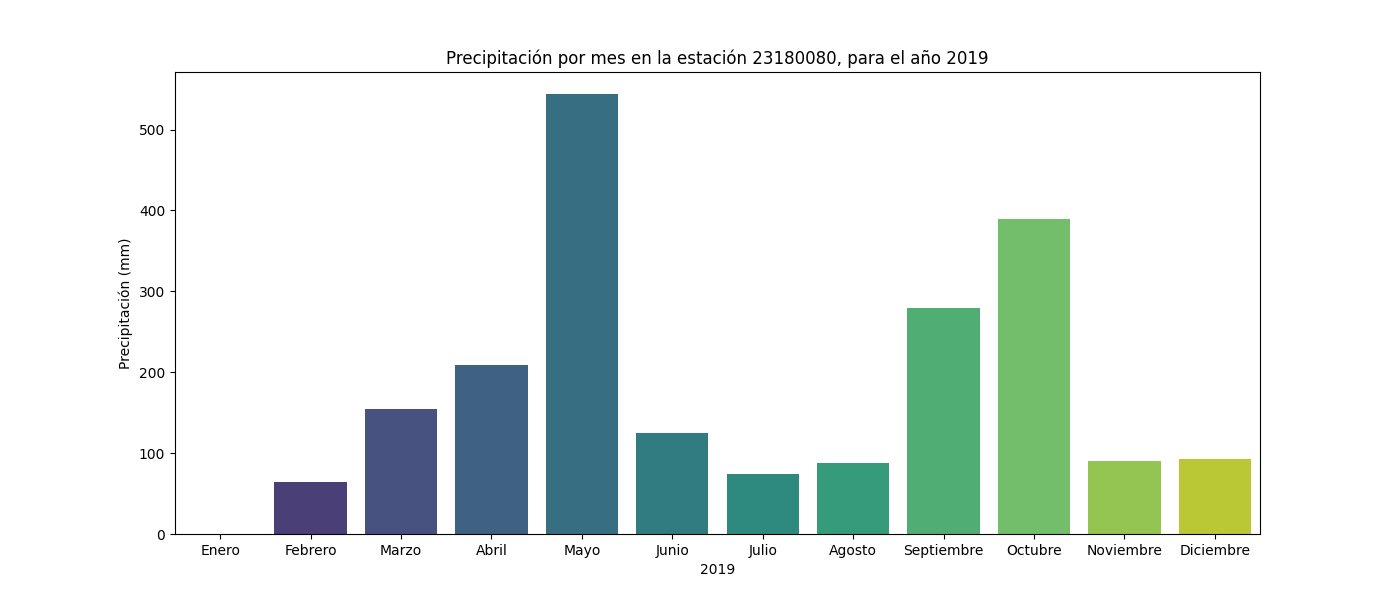 Precipitación por mes en la estación 23180080, para el año 2019
Precipitación (mm)
500
400
300
200
100
0
Enero Febrero Marzo Abril Mayo Junio Julio Agosto Septiembre Octubre Noviembre Diciembre
2019